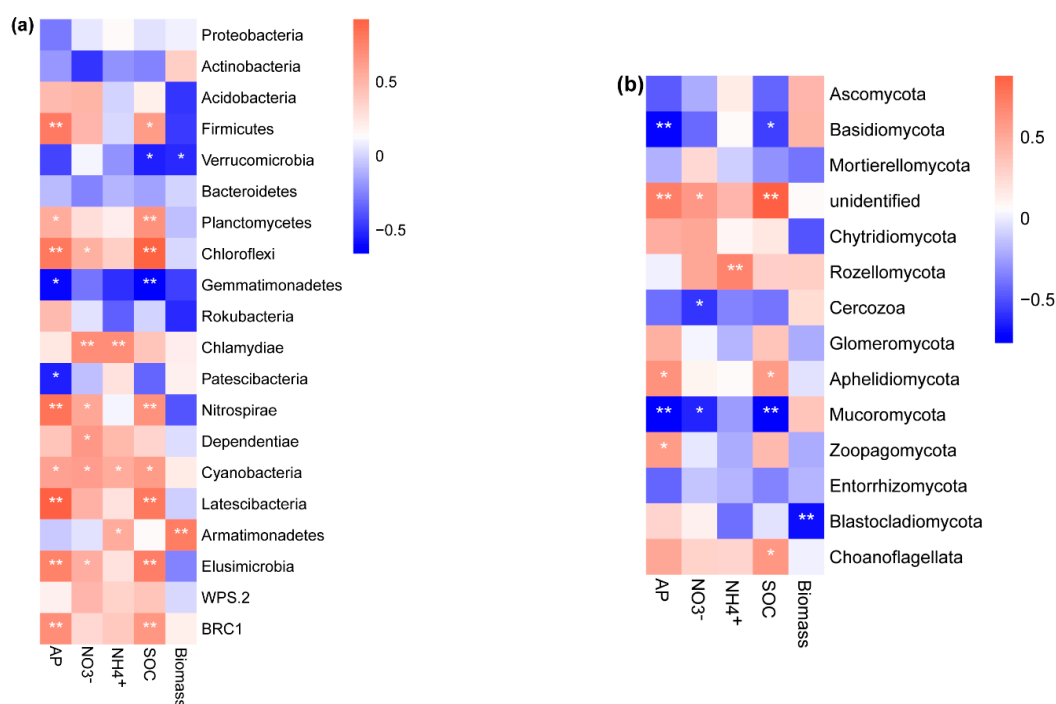 (a)
Proteobacteria
Actinobacteria
Acidobacteria
** * Firmicutes
* * Verrucomicrobia
Bacteroidetes
* ** Planctomycetes
** * ** Chloroflexi
* ** Gemmatimonadetes
Rokubacteria
** ** Chlamydiae
* Patescibacteria
** * ** Nitrospirae
* Dependentiae
* * * * Cyanobacteria
** ** Latescibacteria
* ** Armatimonadetes
** * ** Elusimicrobia
WPS.2
** ** BRC1
AP NO3- NH4+ SOC Biomass
0.5
0
−0.5
(b)
Ascomycota
** * Basidiomycota
Mortierellomycota
** * ** unidentified
Chytridiomycota
** Rozellomycota
* Cercozoa
Glomeromycota
* * Aphelidiomycota
** * ** Mucoromycota
* Zoopagomycota
Entorrhizomycota
** Blastocladiomycota
* Choanoflagellata
AP NO3- NH4+ SOC Biomass
0.5
0
−0.5